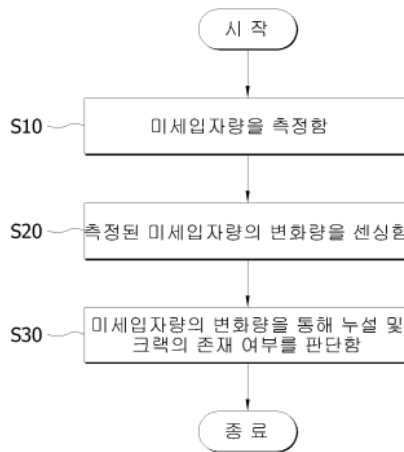 시 작
S10
미세입자량을 측정함
S20
측정된 미세입자량의 변화량을 센싱함
S30
미세입자량의 변화량을 통해 누설 및
크랙의 존재 여부를 판단함
종 료